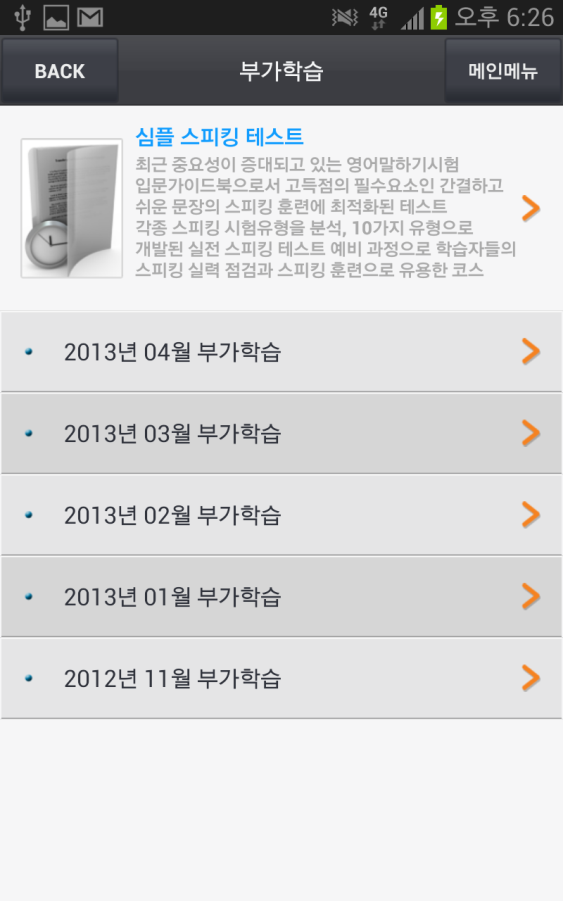 4G 오후 6:26
BACK 부가학습 메인메뉴
심플 스피킹 테스트
최근 중요성이 증대되고 있는 영어말하기시험
입문가이드북으로서 고득점의 필수요소인 간결하고
쉬운 문장의 스피킹 훈련에 최적화된 테스트
각종 스피킹 시험유형을 분석, 10가지 유형으로
개발된 실전 스피킹 테스트 예비 과정으로 학습자들의
스피킹 실력 점검과 스피킹 훈련으로 유용한 코스
2013년 04월 부가학습
2013년 03월 부가학습
2013년 02월 부가학습
2013년 01월 부가학습
2012년 11월 부가학습